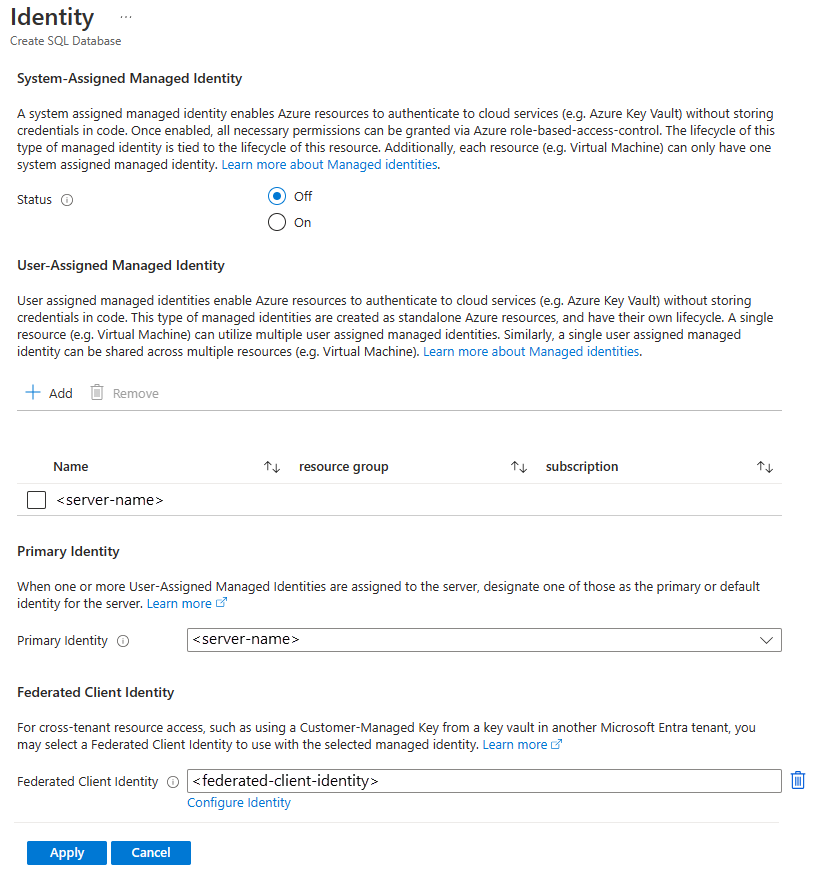 Identity ...
Create SQL Database
System-Assigned Managed Identity
A system assigned managed identity enables Azure resources to authenticate to cloud services (e.g. Azure Key Vault) without storing
credentials in code. Once enabled, all necessary permissions can be granted via Azure role-based-access-control. The lifecycle of this
type of managed identity is tied to the lifecycle of this resource. Additionally, each resource (e.g. Virtual Machine) can only have one
system assigned managed identity. Learn more about Managed identities.
Status
Off
On
User-Assigned Managed Identity
User assigned managed identities enable Azure resources to authenticate to cloud services (e.g. Azure Key Vault) without storing
credentials in code. This type of managed identities are created as standalone Azure resources, and have their own lifecycle. A single
resource (e.g. Virtual Machine) can utilize multiple user assigned managed identities. Similarly, a single user assigned managed
identity can be shared across multiple resources (e.g. Virtual Machine). Learn more about Managed identities.
Add Remove
Name resource group subscription
<server-name>
Primary Identity
When one or more User-Assigned Managed Identities are assigned to the server, designate one of those as the primary or default
identity for the server. Learn more
Primary Identity <server-name>
Federated Client Identity
For cross-tenant resource access, such as using a Customer-Managed Key from a key vault in another Microsoft Entra tenant, you
may select a Federated Client Identity to use with the selected managed identity. Learn more
Federated Client Identity <federated-client-identity>
Configure Identity
Apply Cancel